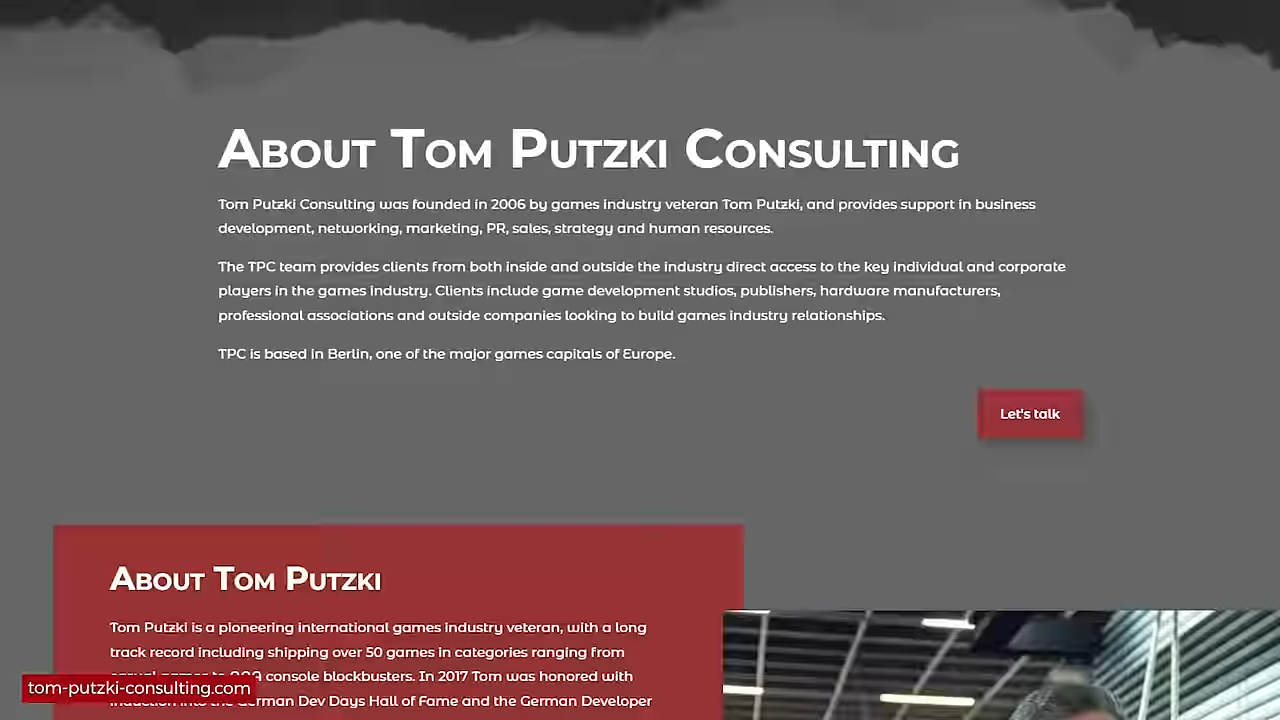 About Tom Putzki Consulting
Tom Putzki Consulting was founded in 2006 by games industry veteran Tom Putzki, and provides support in business
development, networking, marketing, PR, sales, strategy and human resources.
The TPC team provides clients from both inside and outside the industry direct access to the key individual and corporate
players in the games industry. Clients include game development studios, publishers, hardware manufacturers,
professional associations and outside companies looking to build games industry relationships.
TPC is based in Berlin, one of the major games capitals of Europe.
Let's talk
About Tom Putzki
Tom Putzki is a pioneering international games industry veteran, with a long
track record including shipping over 50 games in categories ranging from
console blockbusters. In 2017 Tom was honored with
German Dev Days Hall of Fame and the German Developer
tom-putzki-consulting.com